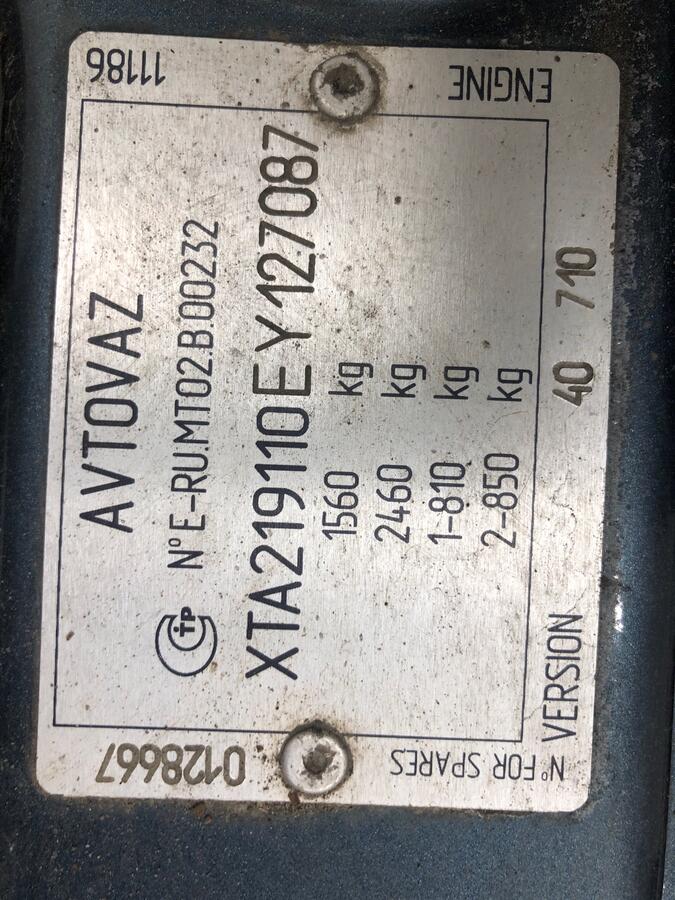 AVTOVAZ
N° E-RU.MT02.B.00232
XTA219110EY127087
1560 kg
2460 kg
1-810 kg
2-850 kg
VERSION 40 710
ENGINE 11186
N° FOR SPARES 0128667